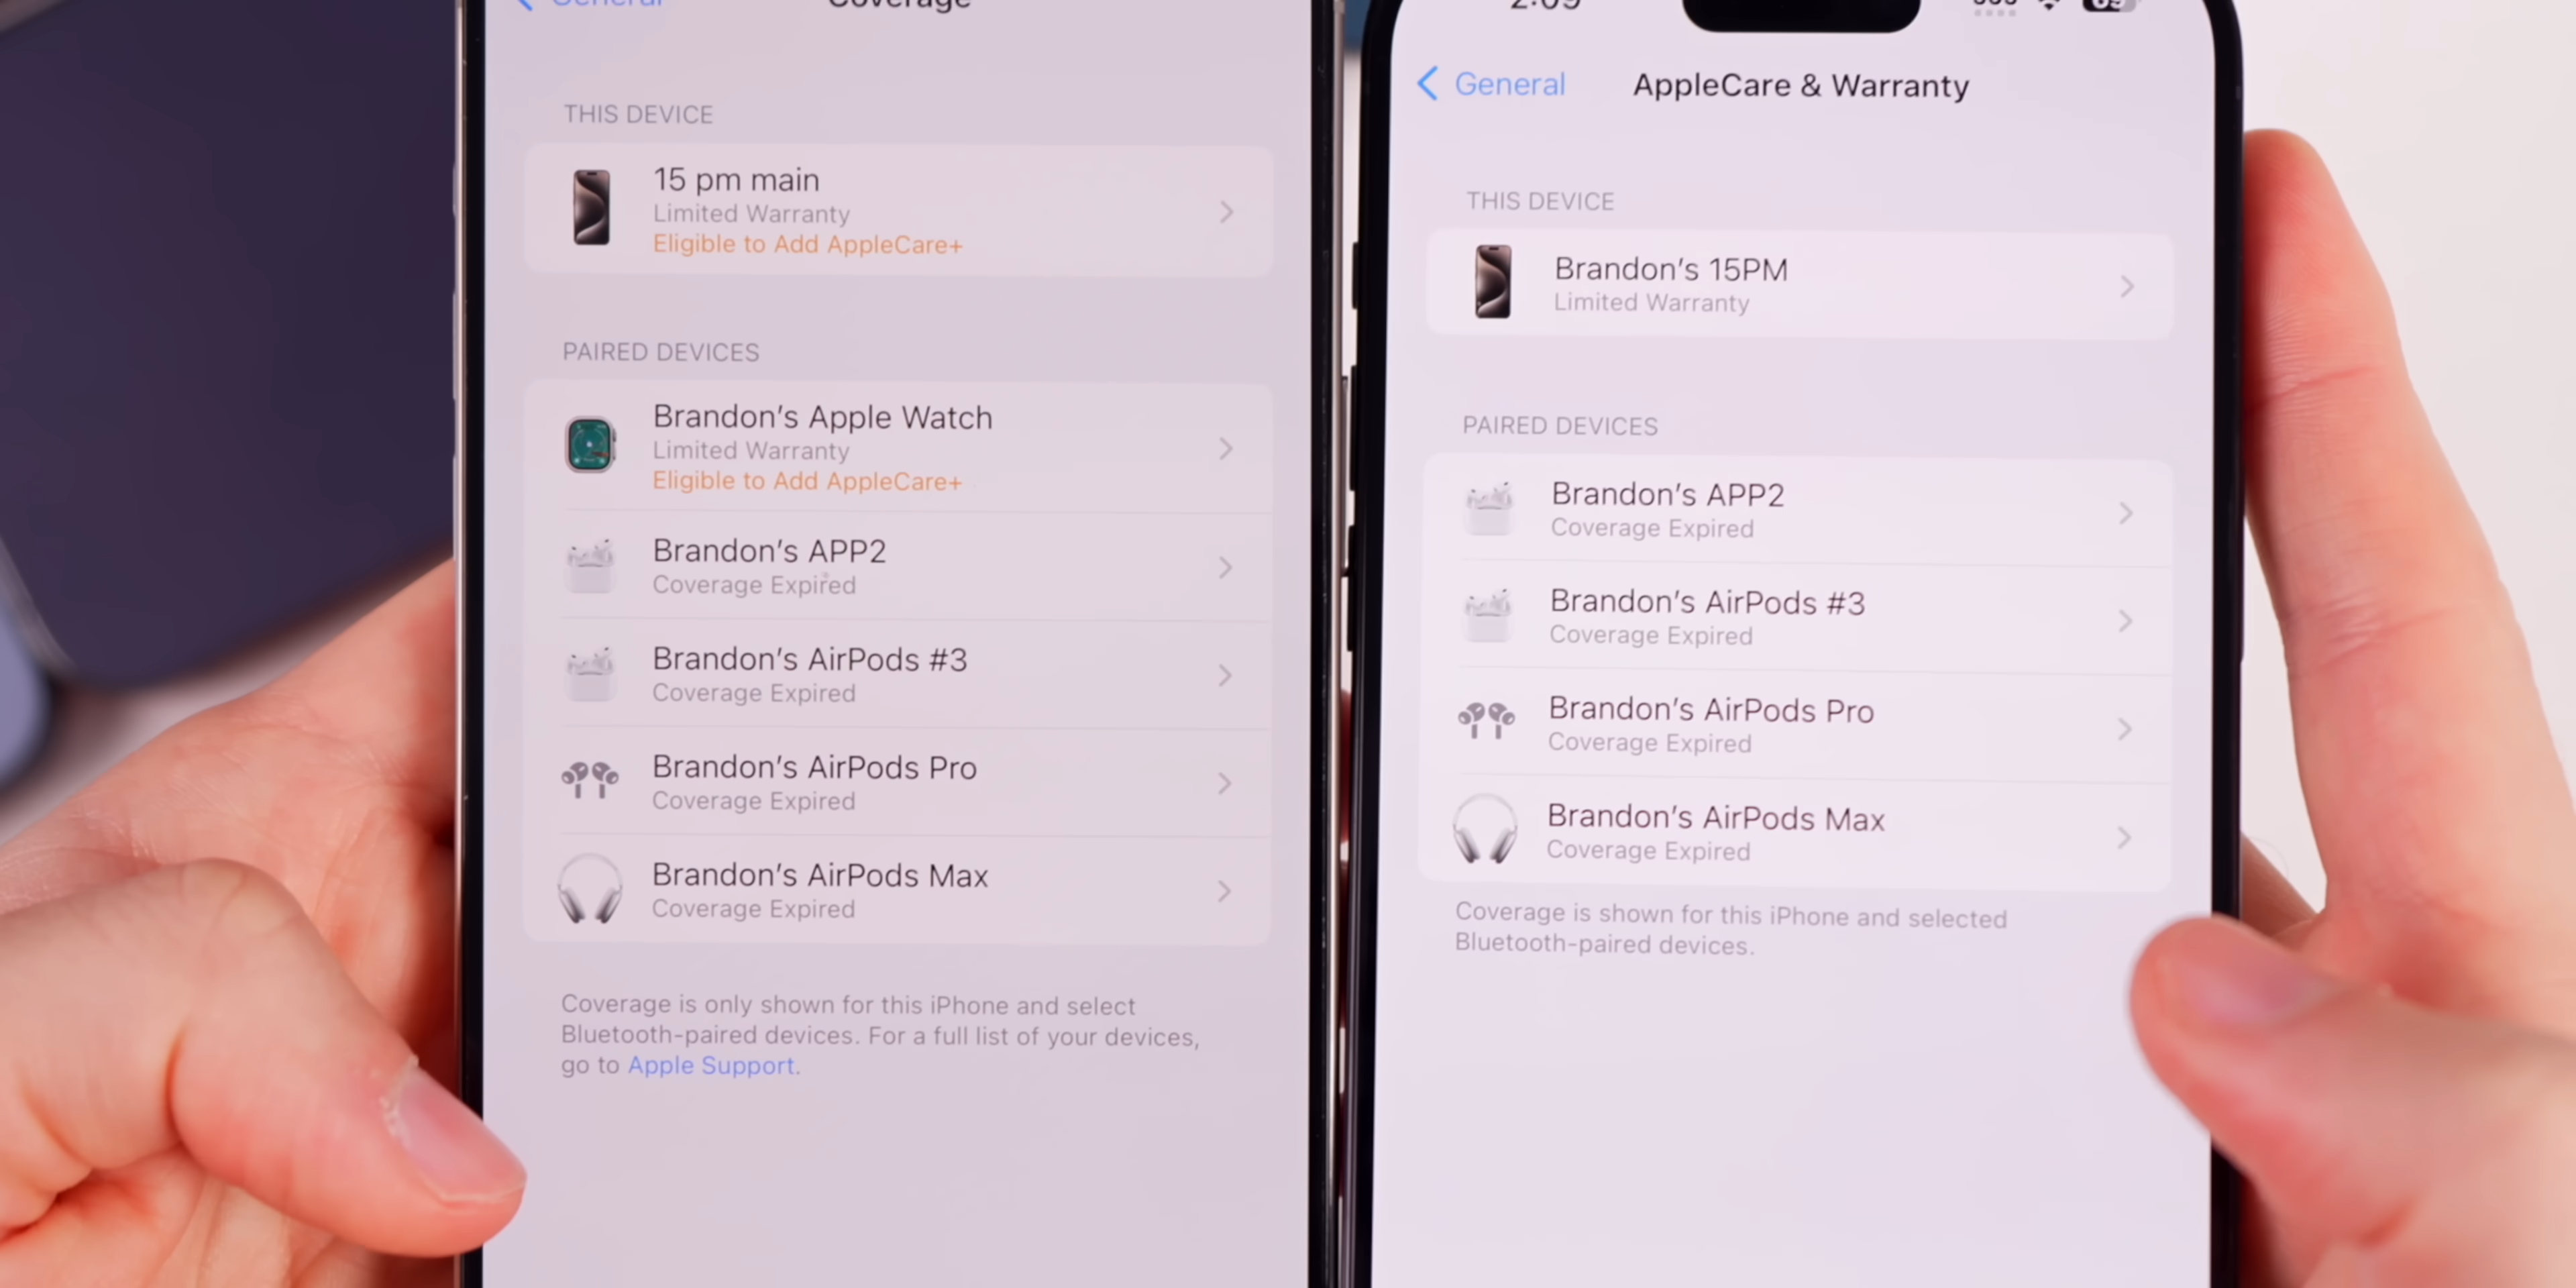 General
Coverage
THIS DEVICE
15 pm main
Limited Warranty
Eligible to Add AppleCare+
PAIRED DEVICES
Brandon's Apple Watch
Limited Warranty
Eligible to Add AppleCare+
Brandon's APP2
Coverage Expired
Brandon's AirPods #3
Coverage Expired
Brandon's AirPods Pro
Coverage Expired
Brandon's AirPods Max
Coverage Expired
Coverage is only shown for this iPhone and select
Bluetooth-paired devices. For a full list of your devices,
go to Apple Support.
2:09
General
AppleCare & Warranty
THIS DEVICE
Brandon's 15PM
Limited Warranty
PAIRED DEVICES
Brandon's APP2
Coverage Expired
Brandon's AirPods #3
Coverage Expired
Brandon's AirPods Pro
Coverage Expired
Brandon's AirPods Max
Coverage Expired
Coverage is shown for this iPhone and selected
Bluetooth-paired devices.